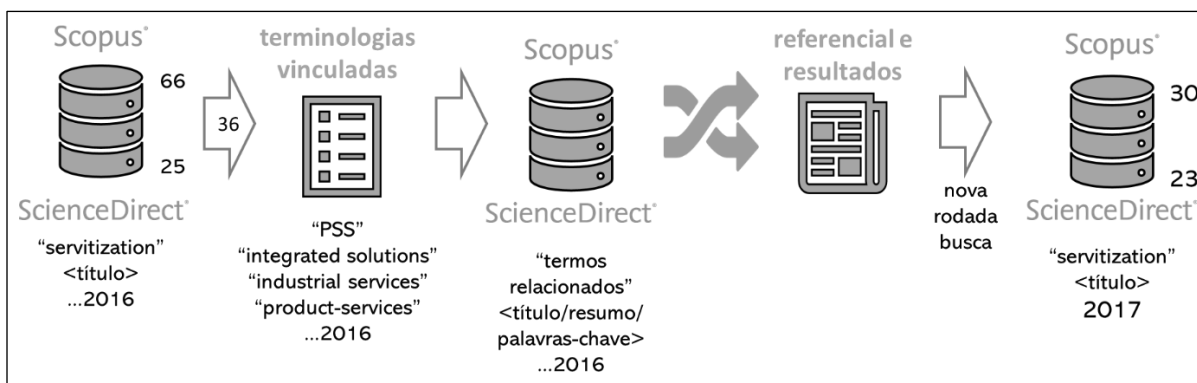 Scopus®
66
25
ScienceDirect®
“servitization”
<título>
...2016
36
terminologias
vinculadas
“PSS”
“integrated solutions”
“industrial services”
“product-services”
...2016
Scopus®
ScienceDirect®
“termos
relacionados”
<título/resumo/
palavras-chave>
...2016
referencial e
resultados
nova
rodada
busca
Scopus®
30
23
ScienceDirect®
“servitization”
<título>
2017